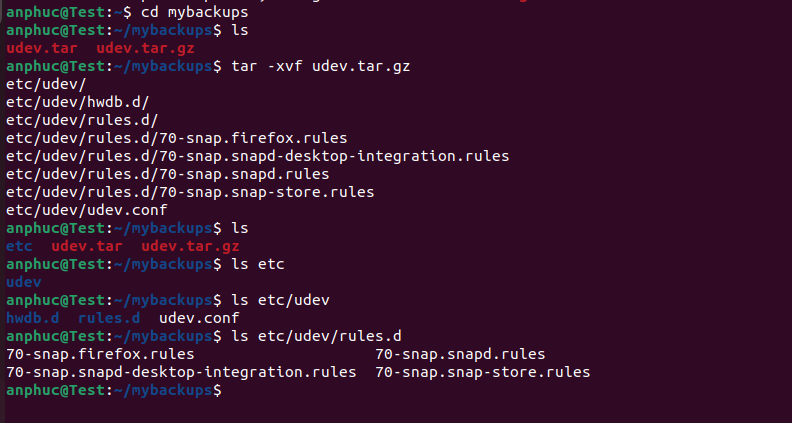 anphuc@Test:~$ cd mybackups
anphuc@Test:~/mybackups$ ls
udev.tar  udev.tar.gz
anphuc@Test:~/mybackups$ tar -xvf udev.tar.gz
etc/udev/
etc/udev/hwdb.d/
etc/udev/rules.d/
etc/udev/rules.d/70-snap.firefox.rules
etc/udev/rules.d/70-snap.snapd-desktop-integration.rules
etc/udev/rules.d/70-snap.snapd.rules
etc/udev/rules.d/70-snap.snap-store.rules
etc/udev/udev.conf
anphuc@Test:~/mybackups$ ls
etc  udev.tar  udev.tar.gz
anphuc@Test:~/mybackups$ ls etc
udev
anphuc@Test:~/mybackups$ ls etc/udev
hwdb.d  rules.d  udev.conf
anphuc@Test:~/mybackups$ ls etc/udev/rules.d
70-snap.firefox.rules                    70-snap.snapd.rules
70-snap.snapd-desktop-integration.rules  70-snap.snap-store.rules
anphuc@Test:~/mybackups$